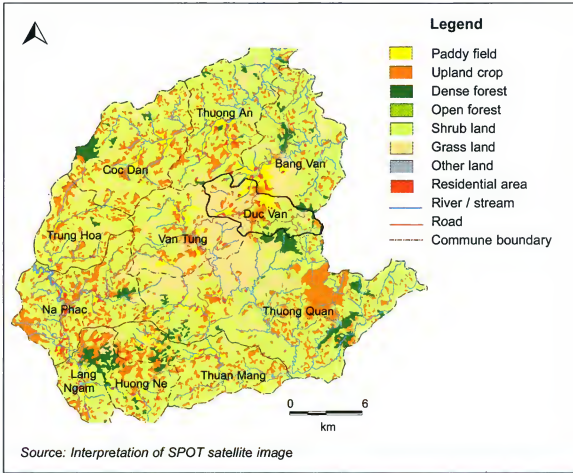 Legend
Paddy field
Upland crop
Dense forest
Open forest
Shrub land
Grass land
Other land
Residential area
River / stream
Road
Commune boundary
Thuong An
Bang Van
Coc Dan
Duc Van
Trung Hoa
Van Tung
Na Phac
Thuong Quan
Lang
Ngam
Huong Ne
Thuan Mang
0 6
km
Source: Interpretation of SPOT satellite image